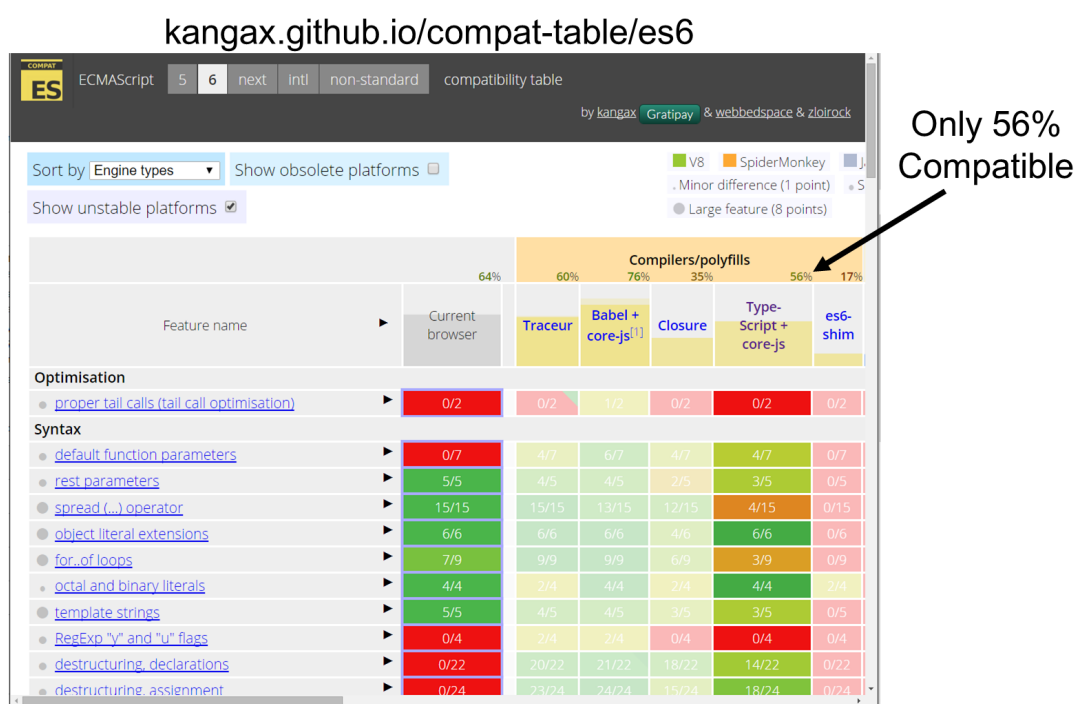 kangax.github.io/compat-table/es6
COMPAT
ES
ECMAScript 5 6 next intl non-standard compatibility table
by kangax Gratipay & webbedspace & zloirock
Only 56%
Compatible
Sort by Engine types Show obsolete platforms
V8 SpiderMonkey
Minor difference (1 point)
Show unstable platforms
Large feature (8 points)
Compilers/polyfills
64% 60% 76% 35% 56% 17%
Feature name
Current
browser
Traceur
Babel +
core-js[1]
Closure
Type-
Script +
core-js
es6-
shim
Optimisation
proper tail calls (tail call optimisation) 0/2 0/2 1/2 0/2 0/2 0/2
Syntax
default function parameters 0/7 4/7 6/7 4/7 4/7 0/7
rest parameters 5/5 4/5 4/5 2/5 3/5 0/5
spread (...) operator 15/15 15/15 13/15 12/15 4/15 0/15
object literal extensions 6/6 6/6 6/6 4/6 6/6 0/6
for..of loops 7/9 9/9 9/9 6/9 3/9 0/9
octal and binary literals 4/4 2/4 4/4 2/4 4/4 2/4
template strings 5/5 4/5 4/5 3/5 3/5 0/5
RegExp "y" and "u" flags 0/4 2/4 2/4 0/4 0/4 0/4
destructuring, declarations 0/22 20/22 21/22 18/22 14/22 0/22
destructuring, assignment 0/24 23/24 24/24 15/24 18/24 0/24